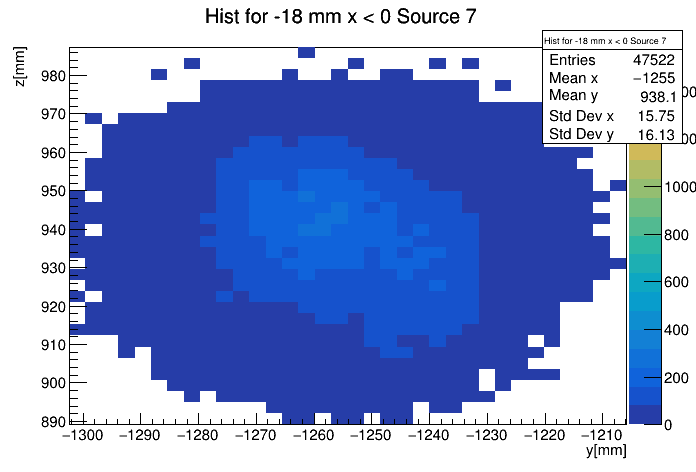 Hist for -18 mm x < 0 Source 7
Hist for -18 mm x < 0 Source 7
Entries 47522
Mean x −1255
Mean y 938.1
Std Dev x 15.75
Std Dev y 16.13
z[mm]
980
970
960
950
940
930
920
910
900
890
1000
800
600
400
200
0
−1300 −1290 −1280 −1270 −1260 −1250 −1240 −1230 −1220 −1210
y[mm]